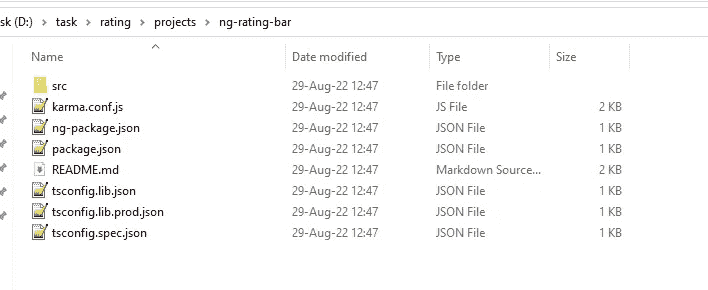 sk (D:) > task > rating > projects > ng-rating-bar
Name Date modified Type Size
src 29-Aug-22 12:47 File folder
karma.conf.js 29-Aug-22 12:47 JS File 2 KB
ng-package.json 29-Aug-22 12:47 JSON File 1 KB
package.json 29-Aug-22 12:47 JSON File 1 KB
README.md 29-Aug-22 12:47 Markdown Source... 2 KB
tsconfig.lib.json 29-Aug-22 12:47 JSON File 1 KB
tsconfig.lib.prod.json 29-Aug-22 12:47 JSON File 1 KB
tsconfig.spec.json 29-Aug-22 12:47 JSON File 1 KB